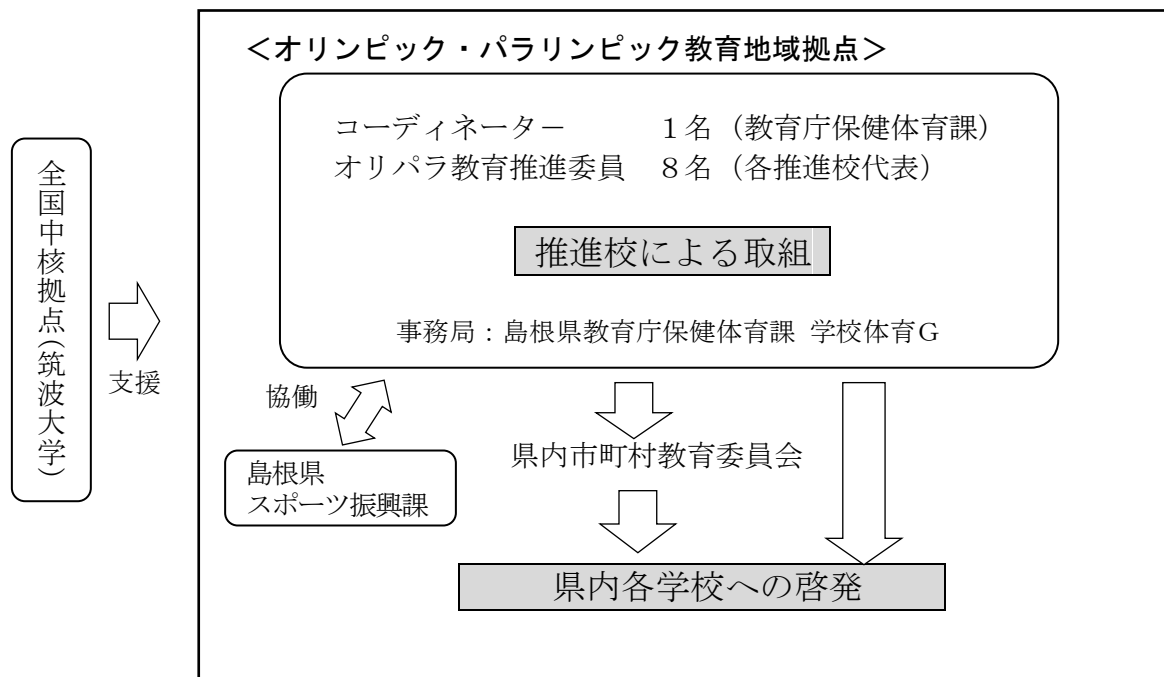 <オリンピック・パラリンピック教育地域拠点>
コーディネーター　　1名（教育庁保健体育課）
オリパラ教育推進委員　8名（各推進校代表）
推進校による取組
事務局：島根県教育庁保健体育課 学校体育G
全国中核拠点(筑波大学)
支援
協働
島根県
スポーツ振興課
県内市町村教育委員会
県内各学校への啓発